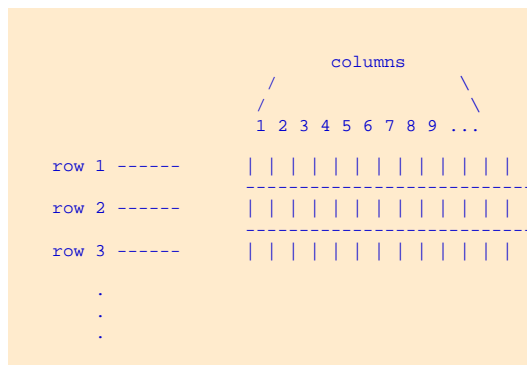 columns
/ \
/ \
1 2 3 4 5 6 7 8 9 ...
row 1 ------ | | | | | | | | | | | | |
---------------------------
row 2 ------ | | | | | | | | | | | | |
---------------------------
row 3 ------ | | | | | | | | | | | | |
.
.
.